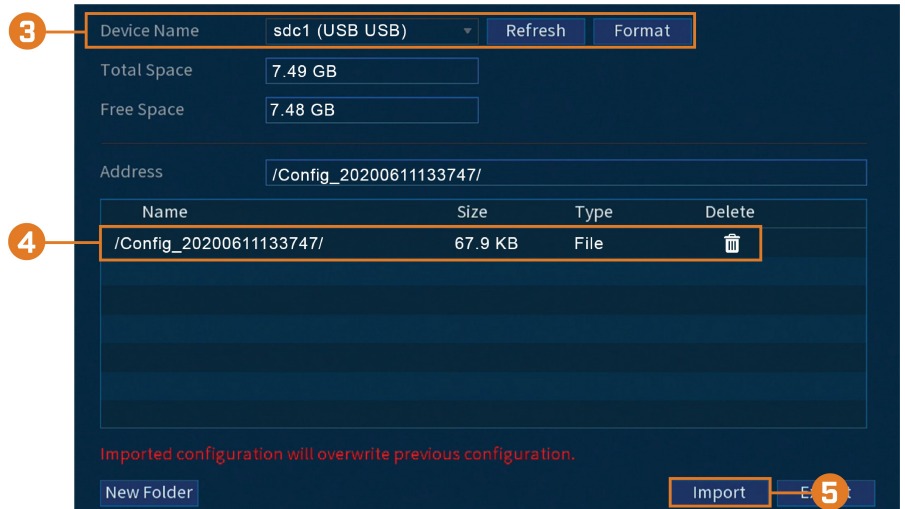 3 Device Name sdc1 (USB USB) Refresh Format
Total Space 7.49 GB
Free Space 7.48 GB
Address /Config_20200611133747/
Name Size Type Delete
4 /Config_20200611133747/ 67.9 KB File
Imported configuration will overwrite previous configuration.
New Folder Import 5